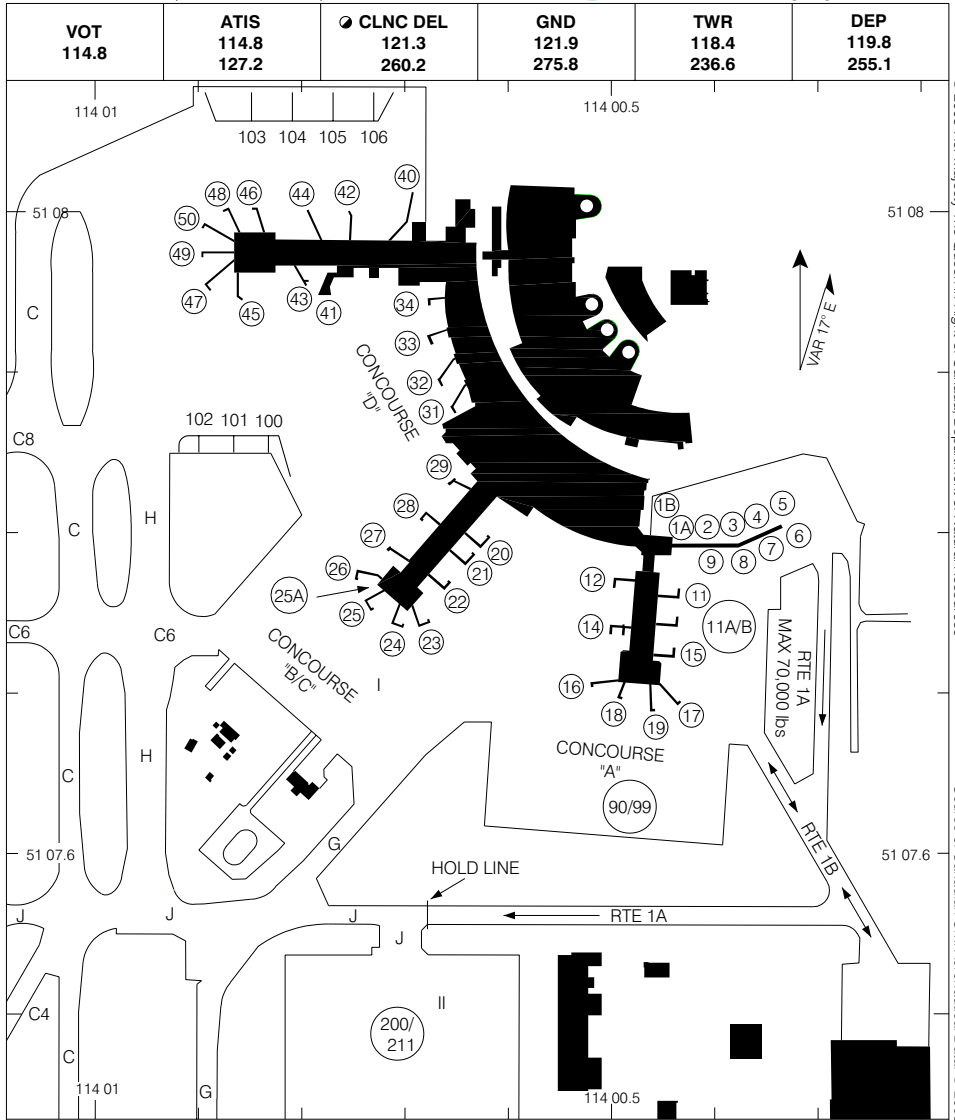 VOT
114.8
ATIS
114.8
127.2
CLNC DEL
121.3
260.2
GND
121.9
275.8
TWR
118.4
236.6
DEP
119.8
255.1
114 01
114 00.5
103 104 105 106
51 08
51 08
50
48
46
44
42
40
49
47
45
43
41
34
33
32
31
C
CONCOURSE
"D"
VAR 17° E
C8
102 101 100
C
H
29
28
27
26
25A
25
24
23
22
21
20
1B
1A
2
3
4
5
9
8
7
6
12
11
14
11A/B
15
16
18
19
17
C6
C6
CONCOURSE
"B/C"
I
RTE 1A
MAX 70,000 lbs
CONCOURSE
"A"
90/99
C
H
G
RTE 1B
51 07.6
51 07.6
HOLD LINE
J
J
J
RTE 1A
J
II
200/
211
C4
C
G
114 01
114 00.5